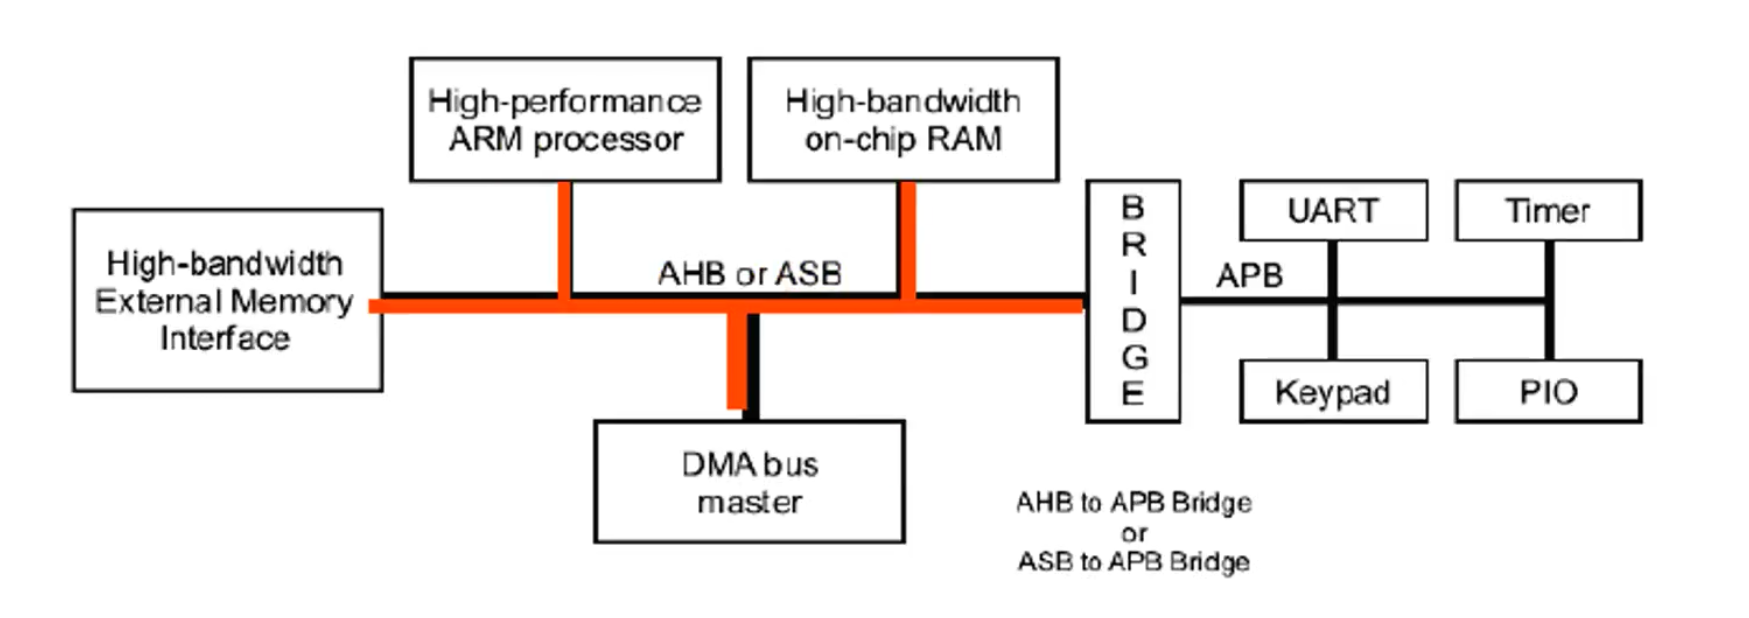 High-performance
ARM processor
High-bandwidth
on-chip RAM
High-bandwidth
External Memory
Interface
AHB or ASB
B
R
I
D
G
E
APB
UART
Timer
Keypad
PIO
DMA bus
master
AHB to APB Bridge
or
ASB to APB Bridge